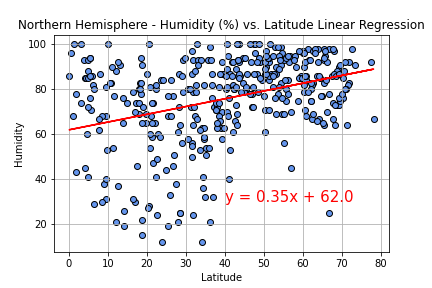 Northern Hemisphere - Humidity (%) vs. Latitude Linear Regression
100
80
60
40
20
Humidity
y = 0.35x + 62.0
0 10 20 30 40 50 60 70 80
Latitude